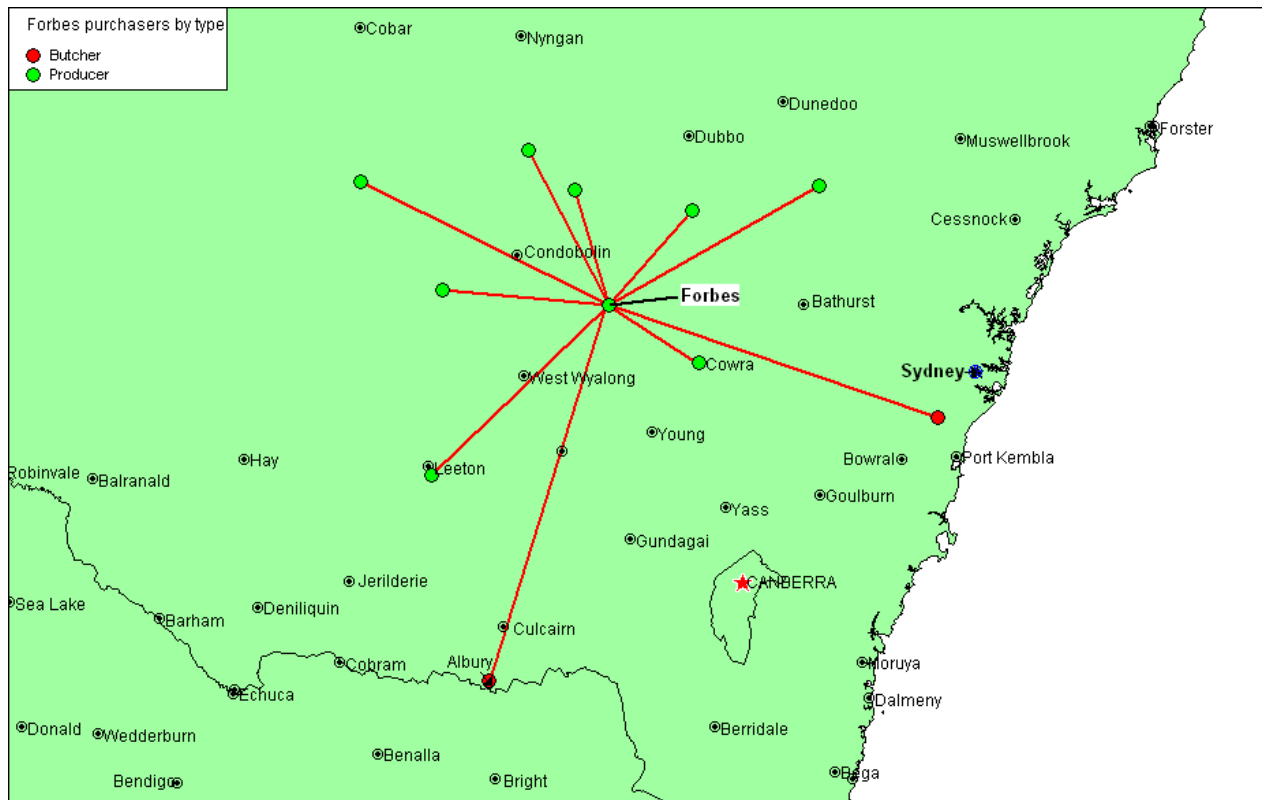 Forbes purchasers by type
Butcher
Producer
Cobar
Nyngan
Dunedoo
Dubbo
Forster
Muswellbrook
Cessnock
Condobolin
Forbes
Bathurst
Cowra
Sydney
West Wyalong
Young
Hay
Leeton
Bowral
Port Kembla
Robinvale
Balranald
Goulburn
Yass
Gundagai
Jerilderie
CANBERRA
Sea Lake
Deniliquin
Barham
Culcairn
Cobram
Albury
Moruya
Echuca
Dalmeny
Donald
Wedderburn
Berridale
Benalla
Bendigo
Bright
Bega